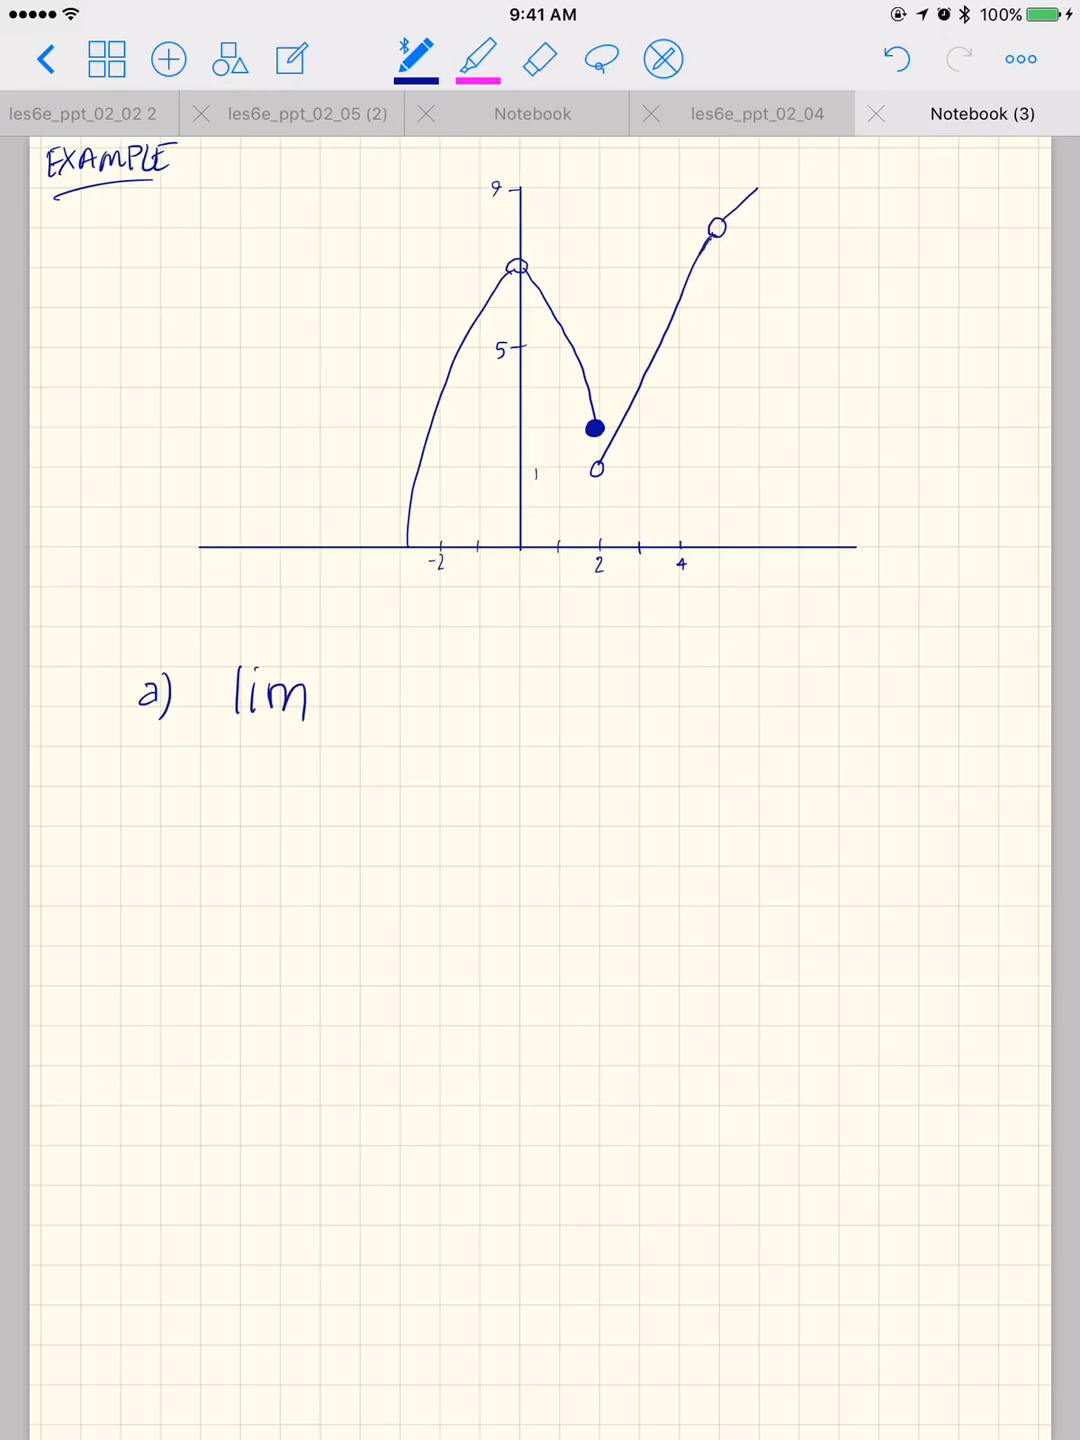 9:41 AM 100%
les6e_ppt_02_02 2 les6e_ppt_02_05 (2) Notebook les6e_ppt_02_04 Notebook (3)
EXAMPLE
9
5
1
-2 2 4
a) lim